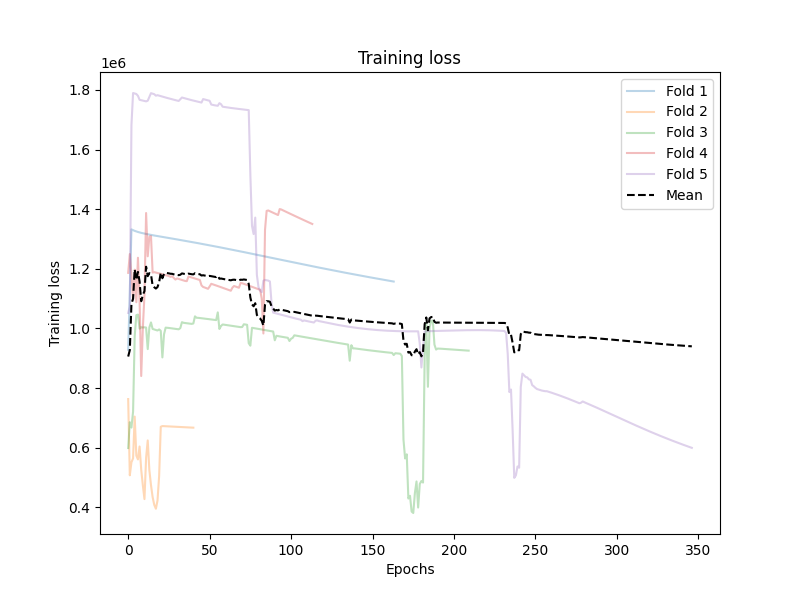 Training loss
1e6
1.8
1.6
1.4
1.2
1.0
0.8
0.6
0.4
Training loss
0
50
100
150
200
250
300
350
Epochs
Fold 1
Fold 2
Fold 3
Fold 4
Fold 5
Mean